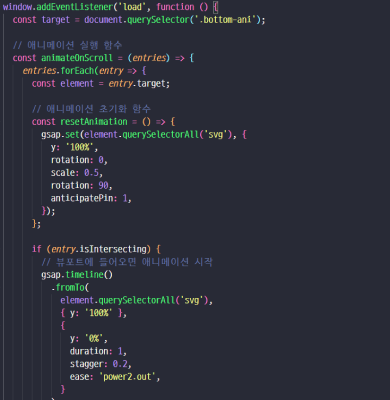 window.addEventListener('load', function () {
const target = document.querySelector('.bottom-ani');
// 애니메이션 실행 함수
const animateOnScroll = (entries) => {
entries.forEach(entry => {
const element = entry.target;
// 애니메이션 초기화 함수
const resetAnimation = () => {
gsap.set(element.querySelectorAll('svg'), {
y: '100%',
rotation: 0,
scale: 0.5,
rotation: 90,
anticipatePin: 1,
});
};
if (entry.isIntersecting) {
// 뷰포트에 들어오면 애니메이션 시작
gsap.timeline()
.fromTo(
element.querySelectorAll('svg'),
{ y: '100%' },
{
y: '0%',
duration: 1,
stagger: 0.2,
ease: 'power2.out',
}